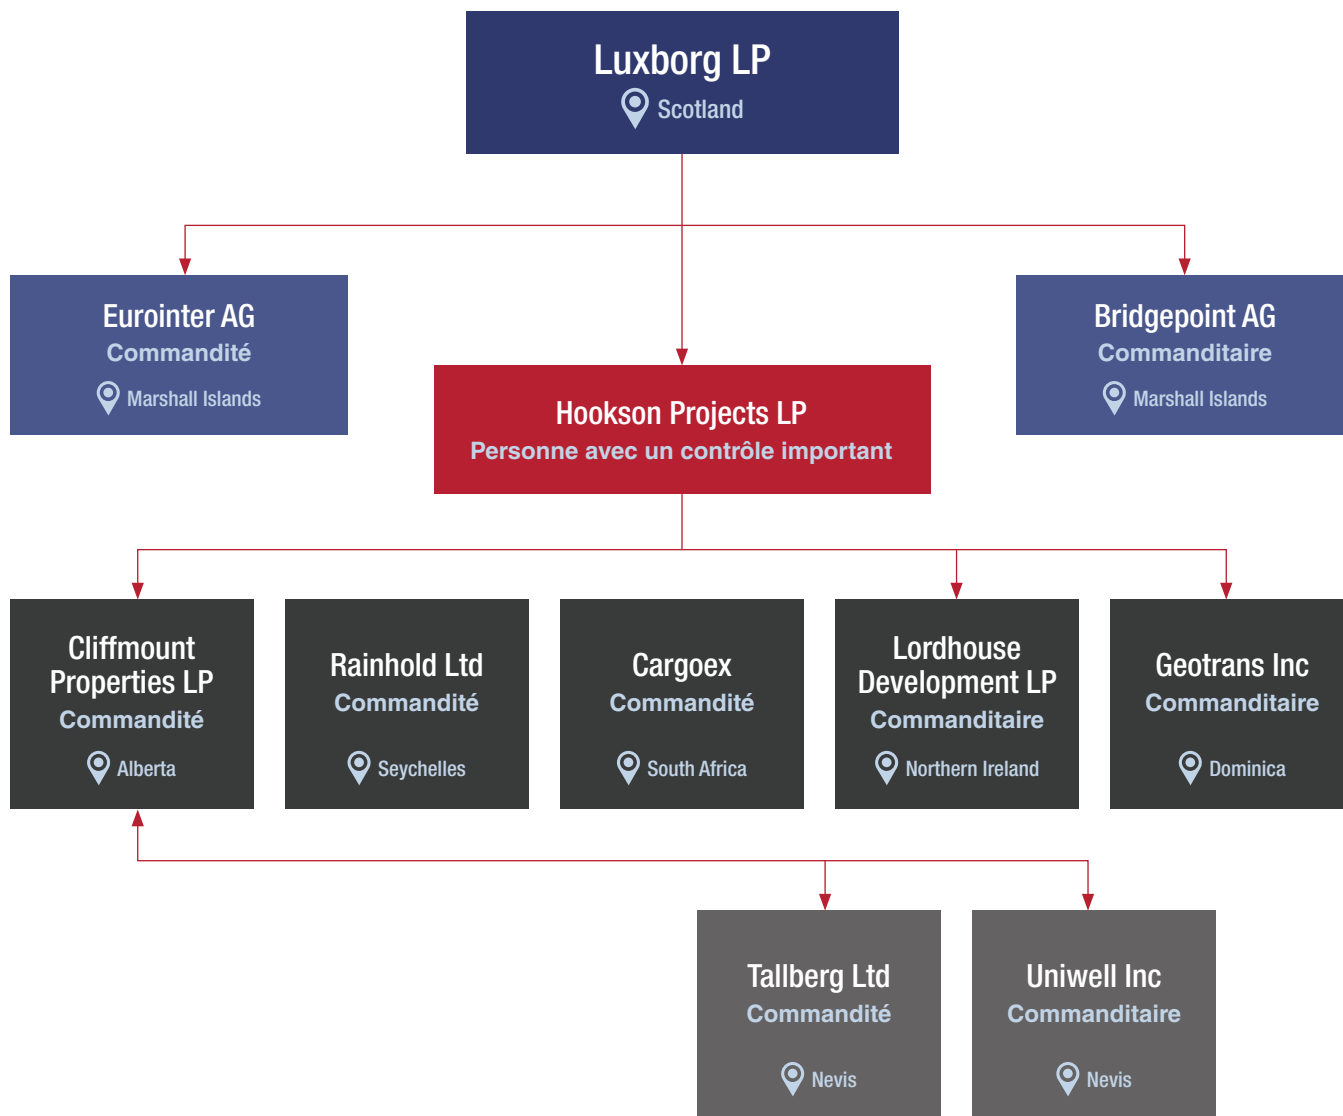 Luxborg LP
Scotland
Eurointer AG
Commandité
Marshall Islands
Bridgepoint AG
Commanditaire
Marshall Islands
Hookson Projects LP
Personne avec un contrôle important
Cliffmount
Properties LP
Commandité
Alberta
Rainhold Ltd
Commandité
Seychelles
Cargoex
Commandité
South Africa
Lordhouse
Development LP
Commanditaire
Northern Ireland
Geotrans Inc
Commanditaire
Dominica
Tallberg Ltd
Commandité
Nevis
Uniwell Inc
Commanditaire
Nevis